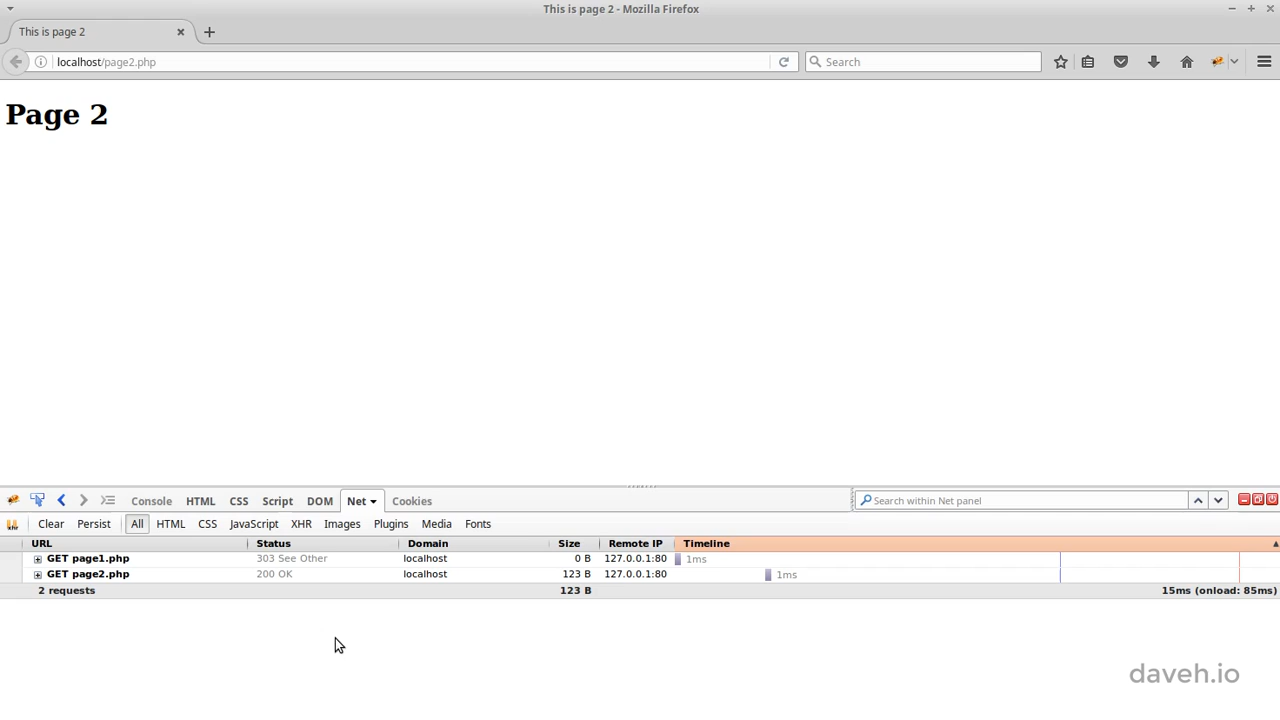 This is page 2 - Mozilla Firefox
This is page 2
localhost/page2.php
Search
Page 2
Console HTML CSS Script DOM Net Cookies
Search within Net panel
Clear Persist All HTML CSS JavaScript XHR Images Plugins Media Fonts
URL Status Domain Size Remote IP Timeline
GET page1.php 303 See Other localhost 0 B 127.0.0.1:80 1ms
GET page2.php 200 OK localhost 123 B 127.0.0.1:80 1ms
2 requests 123 B 15ms (onload: 85ms)
daveh.io